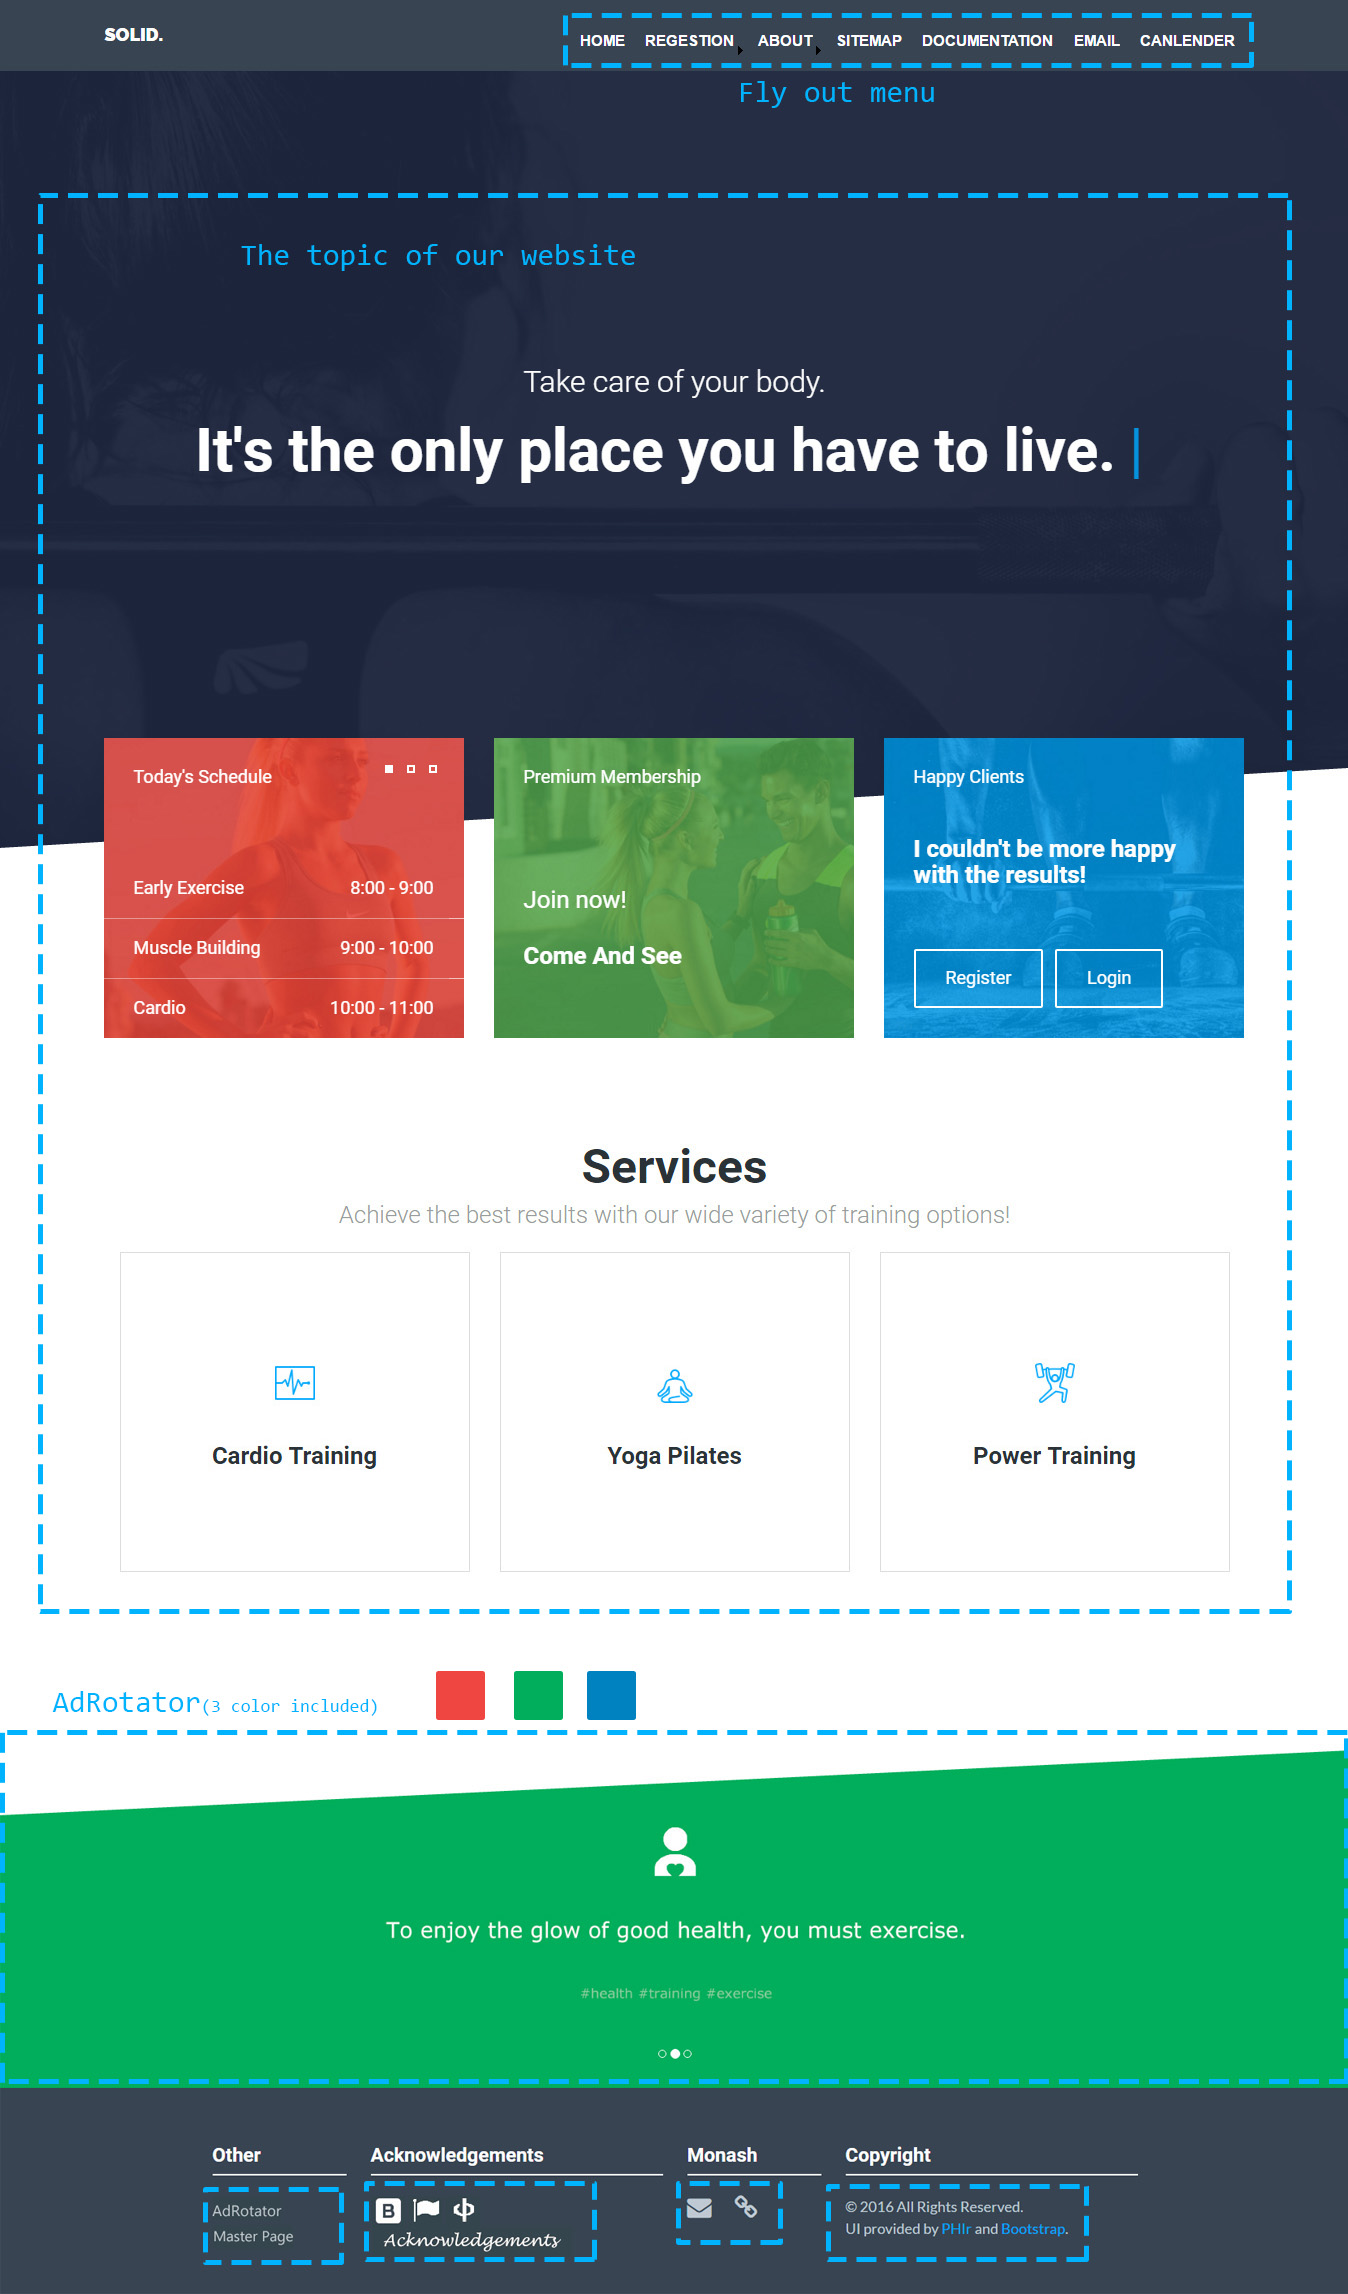 SOLID.
HOME REGESTION ABOUT SITEMAP DOCUMENTATION EMAIL CANLENDER
Fly out menu
The topic of our website
Take care of your body.
It's the only place you have to live.
Today's Schedule
Early Exercise 8:00 - 9:00
Muscle Building 9:00 - 10:00
Cardio 10:00 - 11:00
Premium Membership
Join now!
Come And See
Happy Clients
I couldn't be more happy
with the results!
Register Login
Services
Achieve the best results with our wide variety of training options!
Cardio Training
Yoga Pilates
Power Training
AdRotator(3 color included)
To enjoy the glow of good health, you must exercise.
#health #training #exercise
Other
AdRotator
Master Page
Acknowledgements
B
Acknowledgements
Monash
Copyright
© 2016 All Rights Reserved.
UI provided by PHIr and Bootstrap.